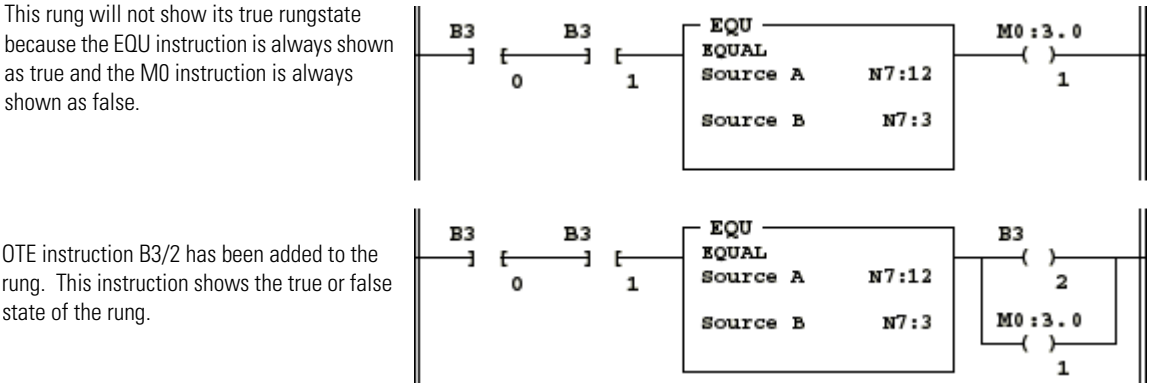 This rung will not show its true rungstate
because the EQU instruction is always shown
as true and the M0 instruction is always
shown as false.
B3
0
B3
1
EQU
EQUAL
Source A N7:12
Source B N7:3
M0:3.0
1
OTE instruction B3/2 has been added to the
rung. This instruction shows the true or false
state of the rung.
B3
0
B3
1
EQU
EQUAL
Source A N7:12
Source B N7:3
B3
2
M0:3.0
1